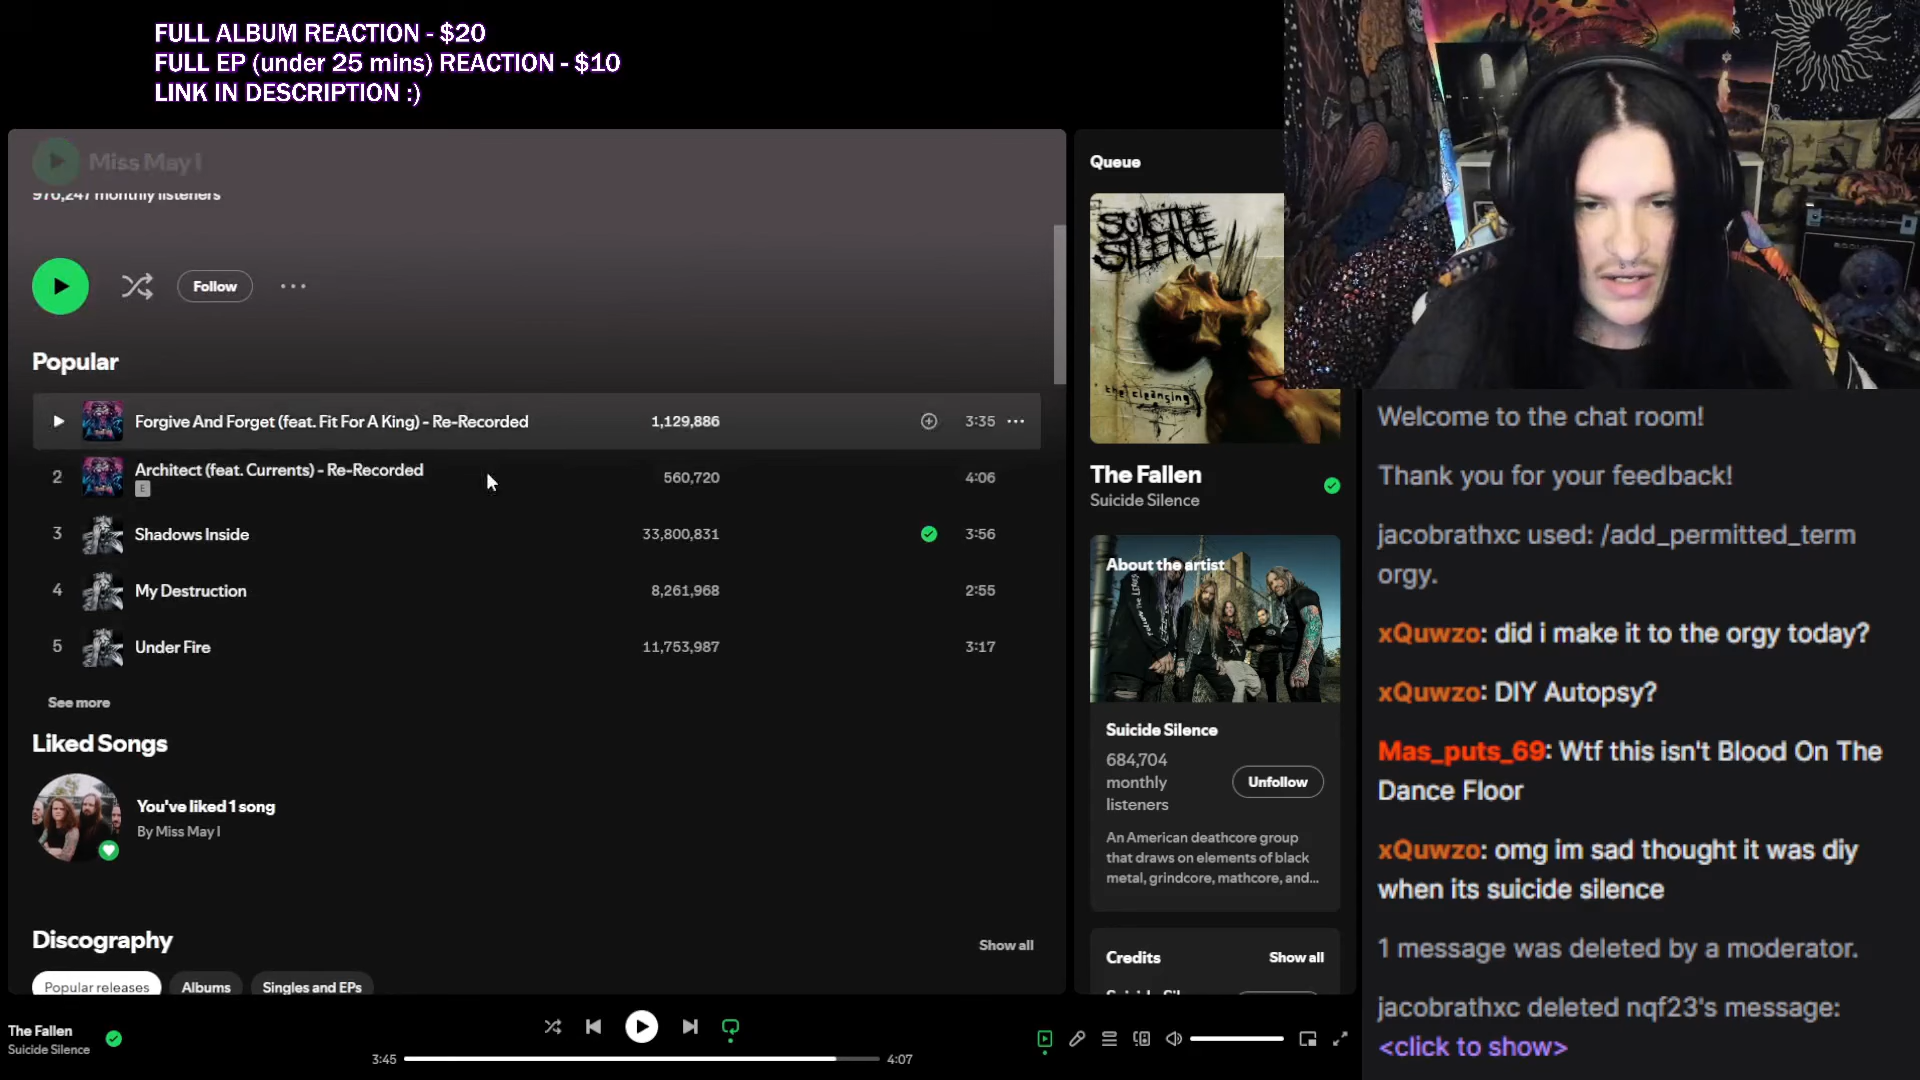 FULL ALBUM REACTION - $20
FULL EP (under 25 mins) REACTION - $10
LINK IN DESCRIPTION :)
Miss May I
976,247 monthly listeners
Follow
Popular
Forgive And Forget (feat. Fit For A King) - Re-Recorded
1,129,886
3:35
2
Architect (feat. Currents) - Re-Recorded
E
560,720
4:06
3
Shadows Inside
33,800,831
3:56
4
My Destruction
8,261,968
2:55
5
Under Fire
11,753,987
3:17
See more
Liked Songs
You've liked 1 song
By Miss May I
Discography
Show all
Popular releases
Albums
Singles and EPs
Queue
SUICIDE
SILENCE
the cleansing
The Fallen
Suicide Silence
About the artist
Suicide Silence
684,704
monthly
listeners
Unfollow
An American deathcore group
that draws on elements of black
metal, grindcore, mathcore, and...
Credits
Show all
The Fallen
Suicide Silence
3:45
4:07
Welcome to the chat room!
Thank you for your feedback!
jacobrathxc used: /add_permitted_term
orgy.
xQuwzo: did i make it to the orgy today?
xQuwzo: DIY Autopsy?
Mas_puts_69: Wtf this isn't Blood On The
Dance Floor
xQuwzo: omg im sad thought it was diy
when its suicide silence
1 message was deleted by a moderator.
jacobrathxc deleted nqf23's message:
<click to show>